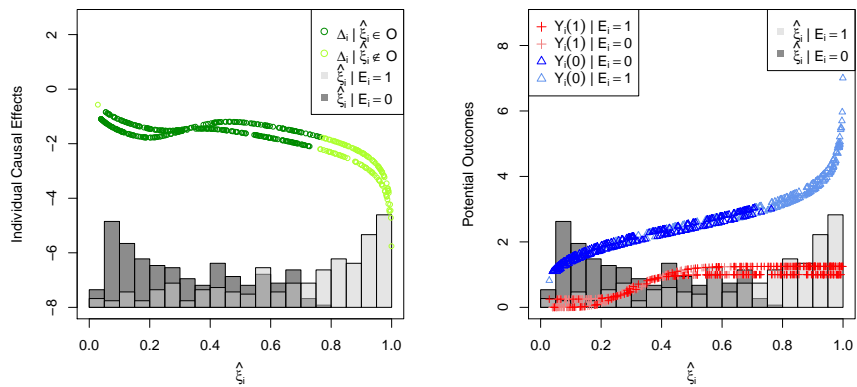 Individual Causal Effects
2
0
-2
-4
-6
-8
0.0 0.2 0.4 0.6 0.8 1.0
ξ̂ᵢ
Δᵢ | ξ̂ᵢ ∈ O
Δᵢ | ξ̂ᵢ ∉ O
ξ̂ᵢ | Eᵢ = 1
ξ̂ᵢ | Eᵢ = 0
Potential Outcomes
8
6
4
2
0
0.0 0.2 0.4 0.6 0.8 1.0
ξ̂ᵢ
Yᵢ(1) | Eᵢ = 1
Yᵢ(1) | Eᵢ = 0
Yᵢ(0) | Eᵢ = 0
Yᵢ(0) | Eᵢ = 1
ξ̂ᵢ | Eᵢ = 1
ξ̂ᵢ | Eᵢ = 0